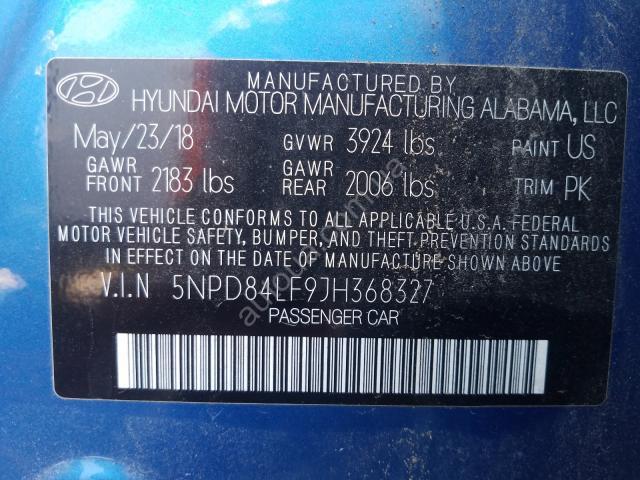 MANUFACTURED BY
HYUNDAI MOTOR MANUFACTURING ALABAMA, LLC
May/23/18 GVWR 3924 lbs PAINT US
GAWR FRONT 2183 lbs GAWR REAR 2006 lbs TRIM PK
THIS VEHICLE CONFORMS TO ALL APPLICABLE U.S.A. FEDERAL
MOTOR VEHICLE SAFETY, BUMPER, AND THEFT PREVENTION STANDARDS
IN EFFECT ON THE DATE OF MANUFACTURE SHOWN ABOVE.
V.I.N 5NPD84LF9JH368327
PASSENGER CAR